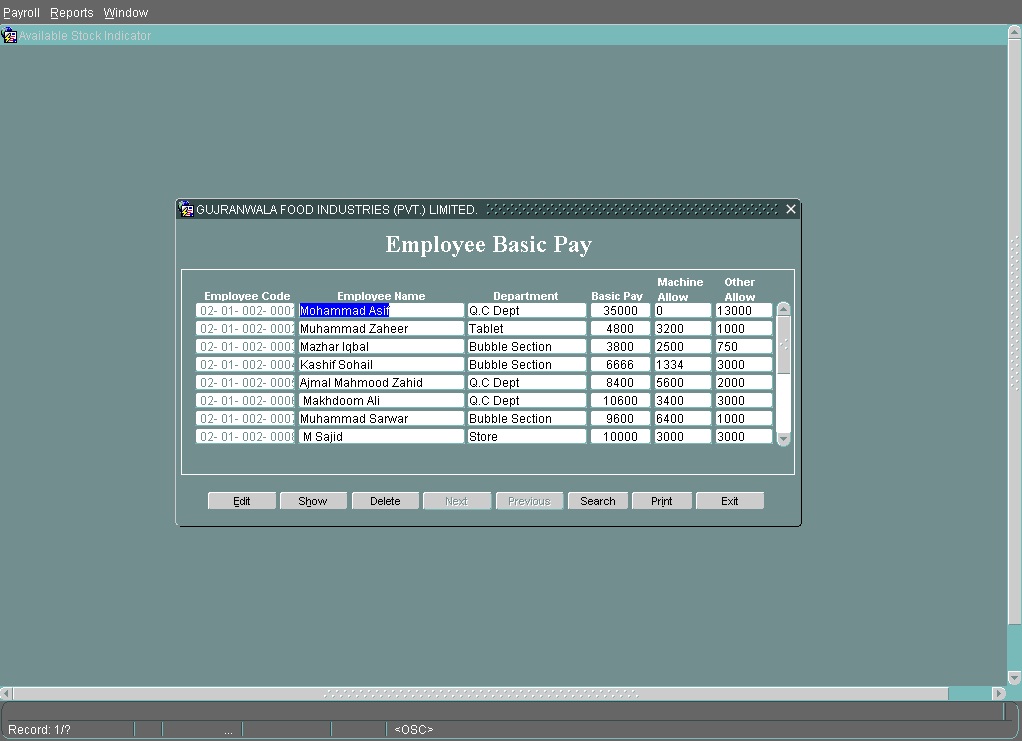 Payroll Reports Window
Available Stock Indicator
GUJRANWALA FOOD INDUSTRIES (PVT.) LIMITED.
Employee Basic Pay
Employee Code Employee Name Department Basic Pay Machine Allow Other Allow
02- 01- 002- 0001 Mohammad Asif Q.C Dept 35000 0 13000
02- 01- 002- 0002 Muhammad Zaheer Tablet 4800 3200 1000
02- 01- 002- 0003 Mazhar Iqbal Bubble Section 3800 2500 750
02- 01- 002- 0004 Kashif Sohail Bubble Section 6666 1334 3000
02- 01- 002- 0005 Ajmal Mahmood Zahid Q.C Dept 8400 5600 2000
02- 01- 002- 0006 Makhdoom Ali Q.C Dept 10600 3400 3000
02- 01- 002- 0007 Muhammad Sarwar Bubble Section 9600 6400 1000
02- 01- 002- 0008 M Sajid Store 10000 3000 3000
Edit Show Delete Next Previous Search Print Exit
Record: 1/? ... <OSC>